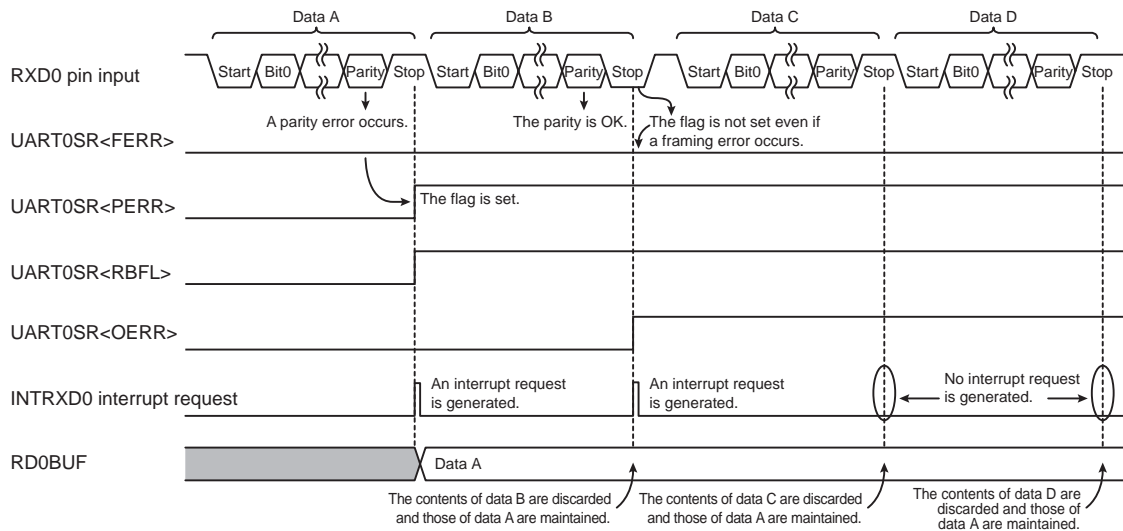 Data A
Data B
Data C
Data D
RXD0 pin input
Start Bit0 Parity Stop Start Bit0 Parity Stop Start Bit0 Parity Stop Start Bit0 Parity Stop
A parity error occurs.
The parity is OK.
The flag is not set even if
a framing error occurs.
UART0SR<FERR>
UART0SR<PERR>
The flag is set.
UART0SR<RBFL>
UART0SR<OERR>
INTRXD0 interrupt request
An interrupt request
is generated.
An interrupt request
is generated.
No interrupt request
is generated.
RD0BUF
Data A
The contents of data B are discarded
and those of data A are maintained.
The contents of data C are discarded
and those of data A are maintained.
The contents of data D are
discarded and those of
data A are maintained.